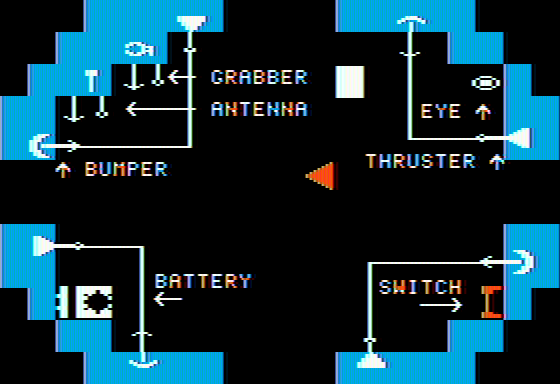 GRABBER
ANTENNA
EYE
THRUSTER
BUMPER
BATTERY
SWITCH